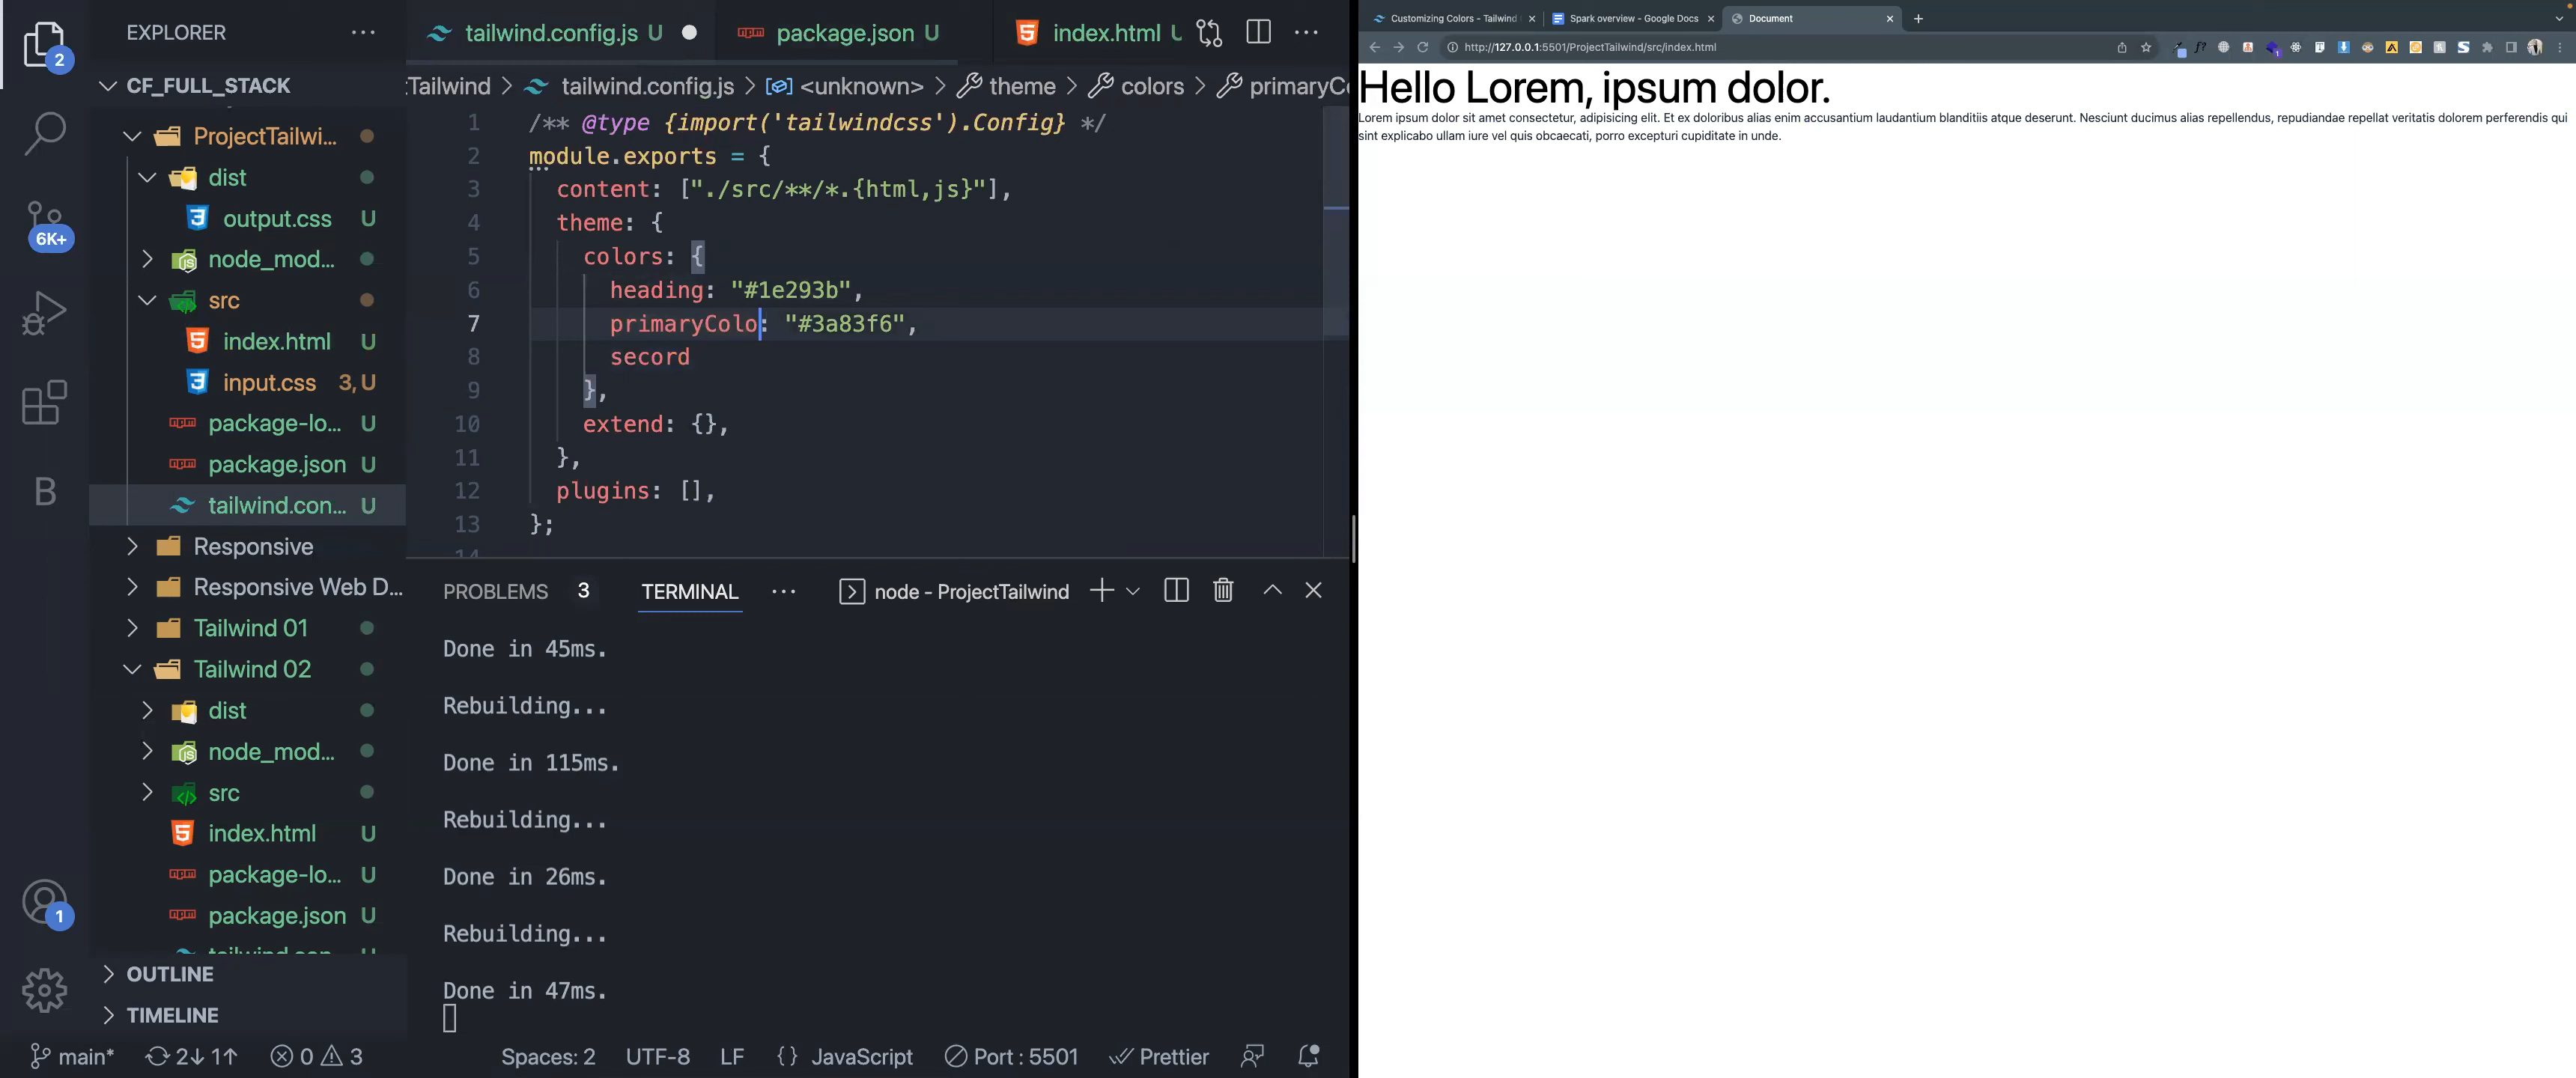 EXPLORER
CF_FULL_STACK
ProjectTailwi...
dist
output.css U
node_mod...
src
index.html U
input.css 3, U
package-lo... U
package.json U
tailwind.con... U
Responsive
Responsive Web D...
Tailwind 01
Tailwind 02
dist
node_mod...
src
index.html U
package-lo... U
package.json U
OUTLINE
TIMELINE
2
6K+
B
1
tailwind.config.js U
package.json U
index.html U
Tailwind > tailwind.config.js > <unknown> > theme > colors > primaryCo
1 /** @type {import('tailwindcss').Config} */
2 module.exports = {
3 content: ["./src/**/*.{html,js}"],
4 theme: {
5 colors: {
6 heading: "#1e293b",
7 primaryColo: "#3a83f6",
8 secord
9 },
10 extend: {},
11 },
12 plugins: [],
13 };
14
PROBLEMS 3 TERMINAL ... node - ProjectTailwind
Done in 45ms.
Rebuilding...
Done in 115ms.
Rebuilding...
Done in 26ms.
Rebuilding...
Done in 47ms.
main* 2↓ 1↑ 0 3 Spaces: 2 UTF-8 LF {} JavaScript Port : 5501 Prettier
Customizing Colors - Tailwind
Spark overview - Google Docs
Document
http://127.0.0.1:5501/ProjectTailwind/src/index.html
Hello Lorem, ipsum dolor.
Lorem ipsum dolor sit amet consectetur, adipisicing elit. Et ex doloribus alias enim accusantium laudantium blanditiis atque deserunt. Nesciunt ducimus alias repellendus, repudiandae repellat veritatis dolorem perferendis qui
sint explicabo ullam iure vel quis obcaecati, porro excepturi cupiditate in unde.